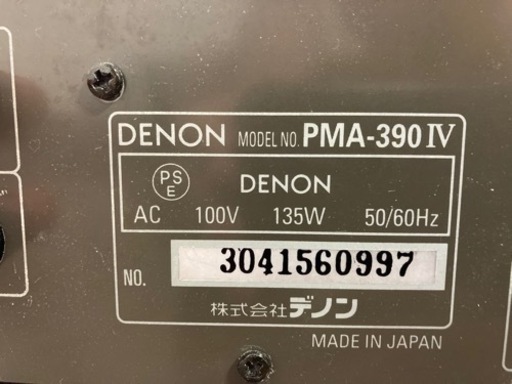 DENON MODEL NO. PMA-390 IV
PS E DENON
AC 100V 135W 50/60Hz
NO. 3041560997
株式会社デノン
MADE IN JAPAN